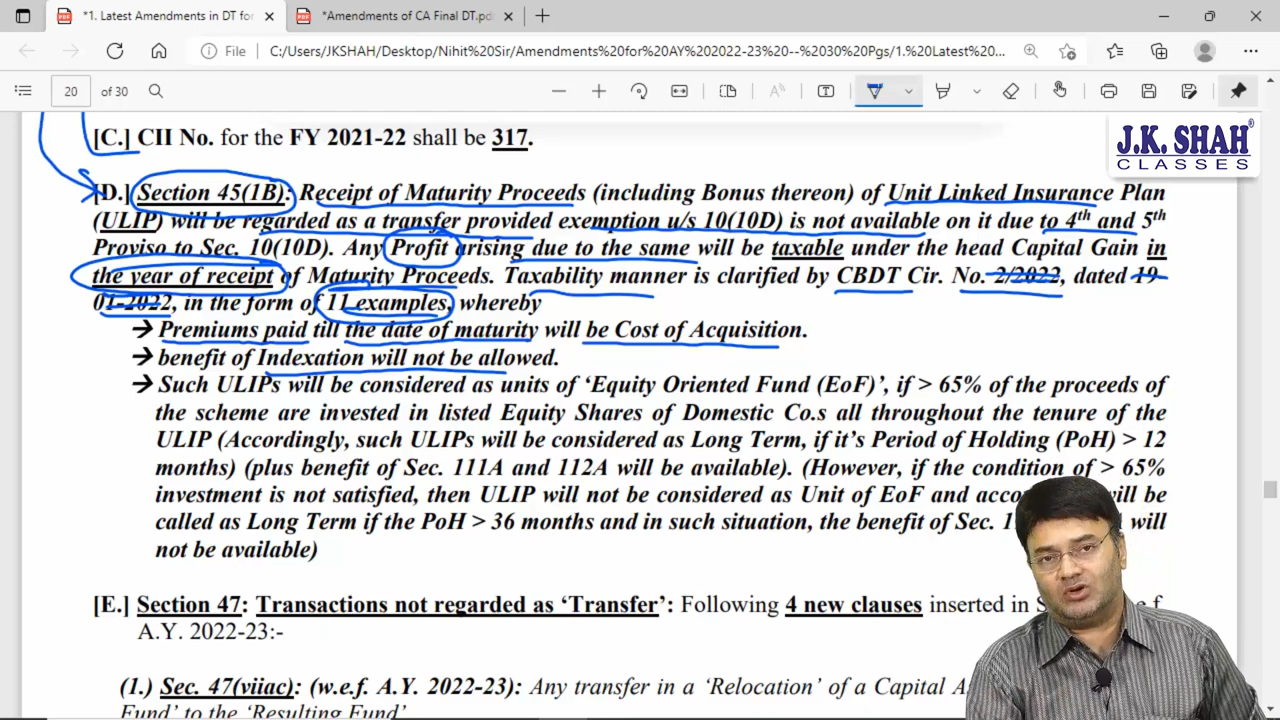 *1. Latest Amendments in DT for
*Amendments of CA Final DT.pdf
File C:/Users/JKSHAH/Desktop/Nihit%20Sir/Amendments%20for%20AY%202022-23%20--%2030%20Pgs/1.%20Latest%20...
20 of 30
J.K. SHAH®
CLASSES
[C.] CII No. for the FY 2021-22 shall be 317.
[D.] Section 45(1B): Receipt of Maturity Proceeds (including Bonus thereon) of Unit Linked Insurance Plan
(ULIP) will be regarded as a transfer provided exemption u/s 10(10D) is not available on it due to 4th and 5th
Proviso to Sec. 10(10D). Any Profit arising due to the same will be taxable under the head Capital Gain in
the year of receipt of Maturity Proceeds. Taxability manner is clarified by CBDT Cir. No. 2/2022, dated 19-
01-2022, in the form of 11 examples, whereby
→ Premiums paid till the date of maturity will be Cost of Acquisition.
→ benefit of Indexation will not be allowed.
→ Such ULIPs will be considered as units of 'Equity Oriented Fund (EoF)', if > 65% of the proceeds of
the scheme are invested in listed Equity Shares of Domestic Co.s all throughout the tenure of the
ULIP (Accordingly, such ULIPs will be considered as Long Term, if it's Period of Holding (PoH) > 12
months) (plus benefit of Sec. 111A and 112A will be available). (However, if the condition of > 65%
investment is not satisfied, then ULIP will not be considered as Unit of EoF and will be
called as Long Term if the PoH > 36 months and in such situation, the benefit of Sec. will
not be available)
[E.] Section 47: Transactions not regarded as 'Transfer': Following 4 new clauses inserted in
A.Y. 2022-23:-
(1.) Sec. 47(viiac): (w.e.f. A.Y. 2022-23): Any transfer in a 'Relocation' of a Capital
Fund' to the 'Resulting Fund'